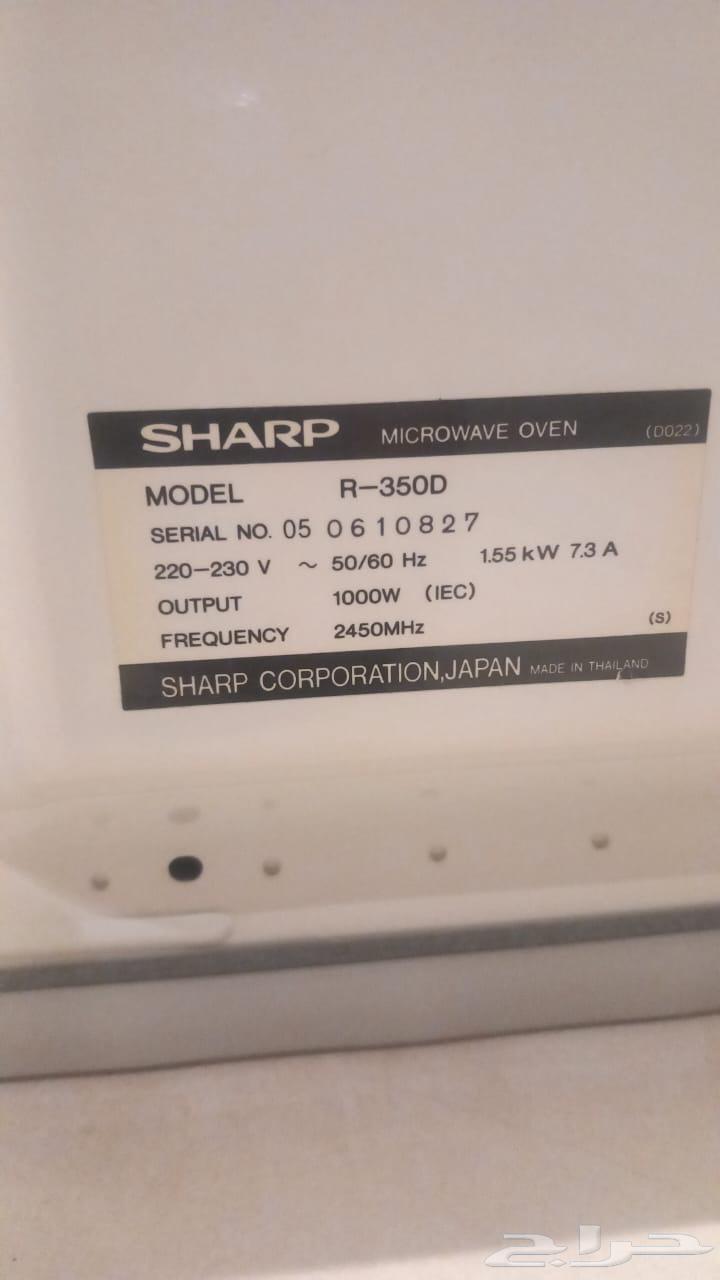 SHARP MICROWAVE OVEN (D022)
MODEL R-350D
SERIAL NO. 05 0610827
220-230 V ~ 50/60 Hz 1.55 kW 7.3 A
OUTPUT 1000W (IEC)
FREQUENCY 2450MHz (S)
SHARP CORPORATION,JAPAN MADE IN THAILAND
حراج